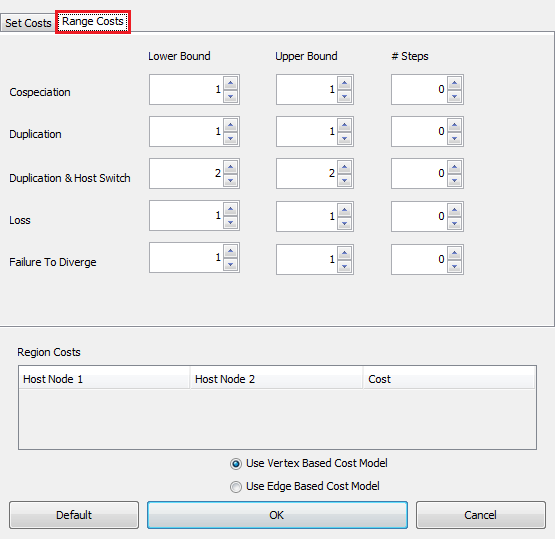 Set Costs Range Costs
Lower Bound Upper Bound # Steps
Cospeciation 1 1 0
Duplication 1 1 0
Duplication & Host Switch 2 2 0
Loss 1 1 0
Failure To Diverge 1 1 0
Region Costs
Host Node 1 Host Node 2 Cost
Use Vertex Based Cost Model
Use Edge Based Cost Model
Default OK Cancel